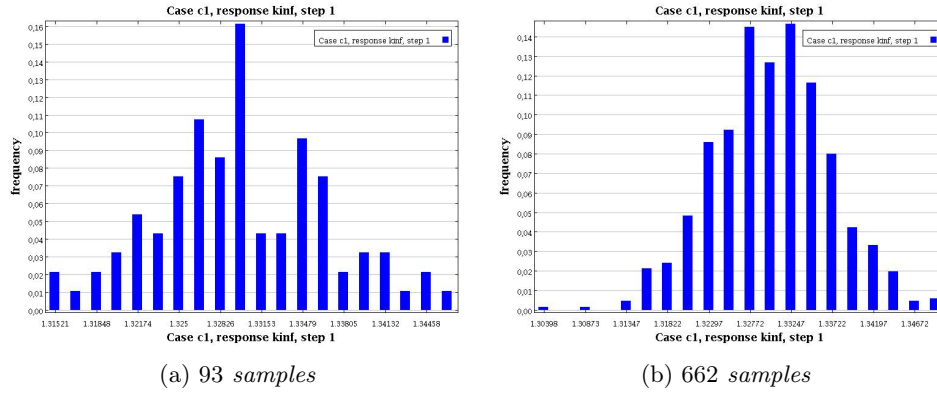 Case c1, response kinf, step 1
Case c1, response kinf, step 1
0,16
0,15
0,14
0,13
0,12
0,11
0,10
0,09
0,08
0,07
0,06
0,05
0,04
0,03
0,02
0,01
0,00
frequency
1.31521 1.31848 1.32174 1.325 1.32826 1.33153 1.33479 1.33805 1.34132 1.34458
Case c1, response kinf, step 1
(a) 93 samples
Case c1, response kinf, step 1
Case c1, response kinf, step 1
0,14
0,13
0,12
0,11
0,10
0,09
0,08
0,07
0,06
0,05
0,04
0,03
0,02
0,01
0,00
frequency
1.30398 1.30873 1.31347 1.31822 1.32297 1.32772 1.33247 1.33722 1.34197 1.34672
Case c1, response kinf, step 1
(b) 662 samples